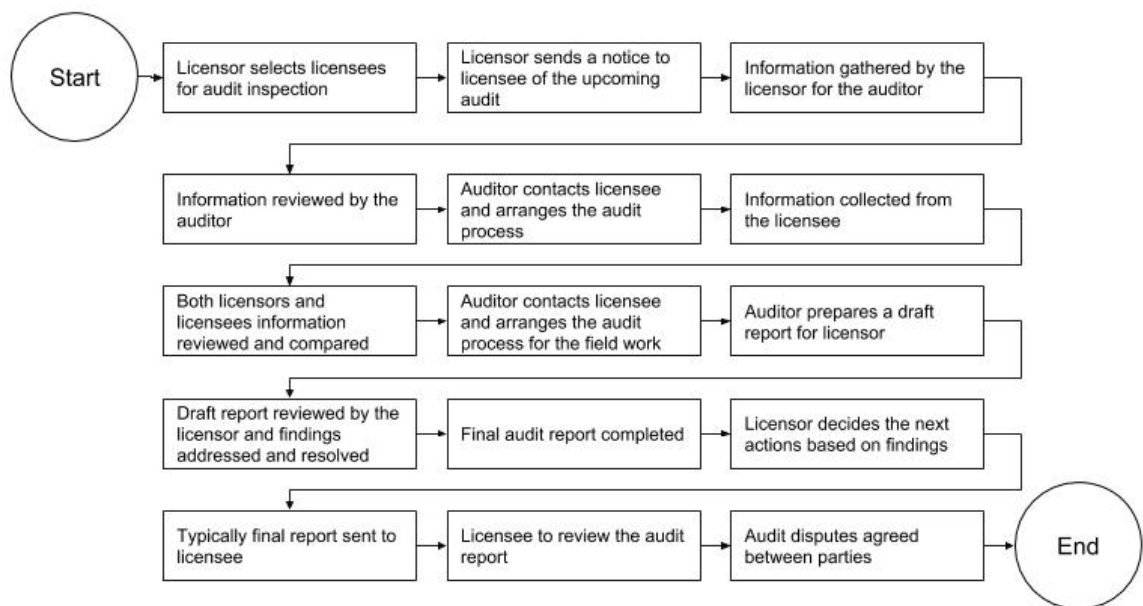 Start
Licensor selects licensees
for audit inspection
Licensor sends a notice to
licensee of the upcoming
audit
Information gathered by the
licensor for the auditor
Information reviewed by the
auditor
Auditor contacts licensee
and arranges the audit
process
Information collected from
the licensee
Both licensors and
licensees information
reviewed and compared
Auditor contacts licensee
and arranges the audit
process for the field work
Auditor prepares a draft
report for licensor
Draft report reviewed by the
licensor and findings
addressed and resolved
Final audit report completed
Licensor decides the next
actions based on findings
Typically final report sent to
licensee
Licensee to review the audit
report
Audit disputes agreed
between parties
End